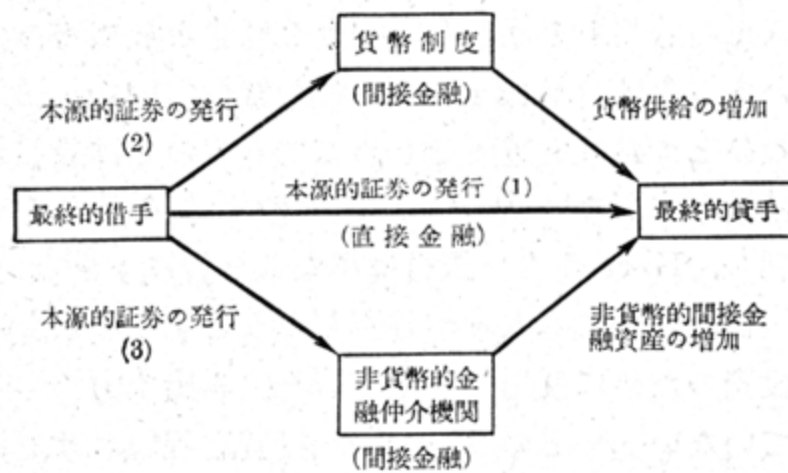 貨幣制度
(間接金融)
本源的証券の発行
(2)
貨幣供給の増加
本源的証券の発行 (1)
最終的借手
最終的貸手
(直接金融)
本源的証券の発行
(3)
非貨幣的間接金
融資産の増加
非貨幣的金
融仲介機関
(間接金融)